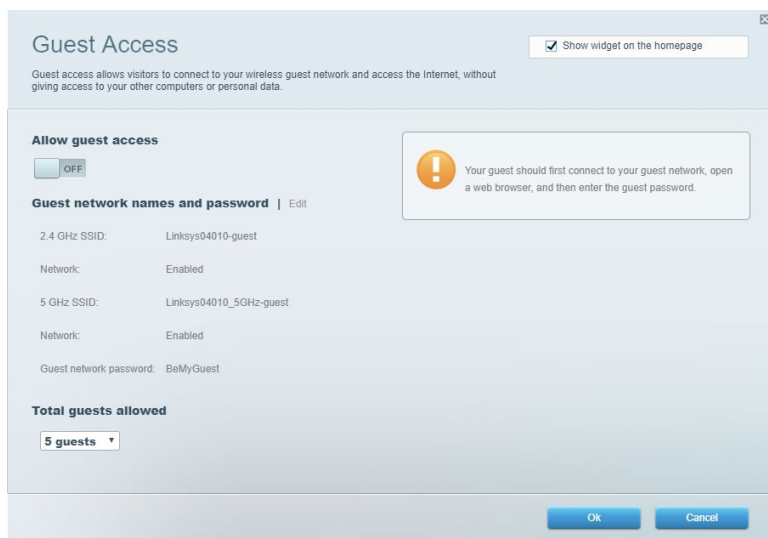 Guest Access
Show widget on the homepage
Guest access allows visitors to connect to your wireless guest network and access the Internet, without
giving access to your other computers or personal data.
Allow guest access
OFF
Your guest should first connect to your guest network, open
a web browser, and then enter the guest password.
Guest network names and password | Edit
2.4 GHz SSID: Linksys04010-guest
Network: Enabled
5 GHz SSID: Linksys04010_5GHz-guest
Network: Enabled
Guest network password: BeMyGuest
Total guests allowed
5 guests
Ok Cancel